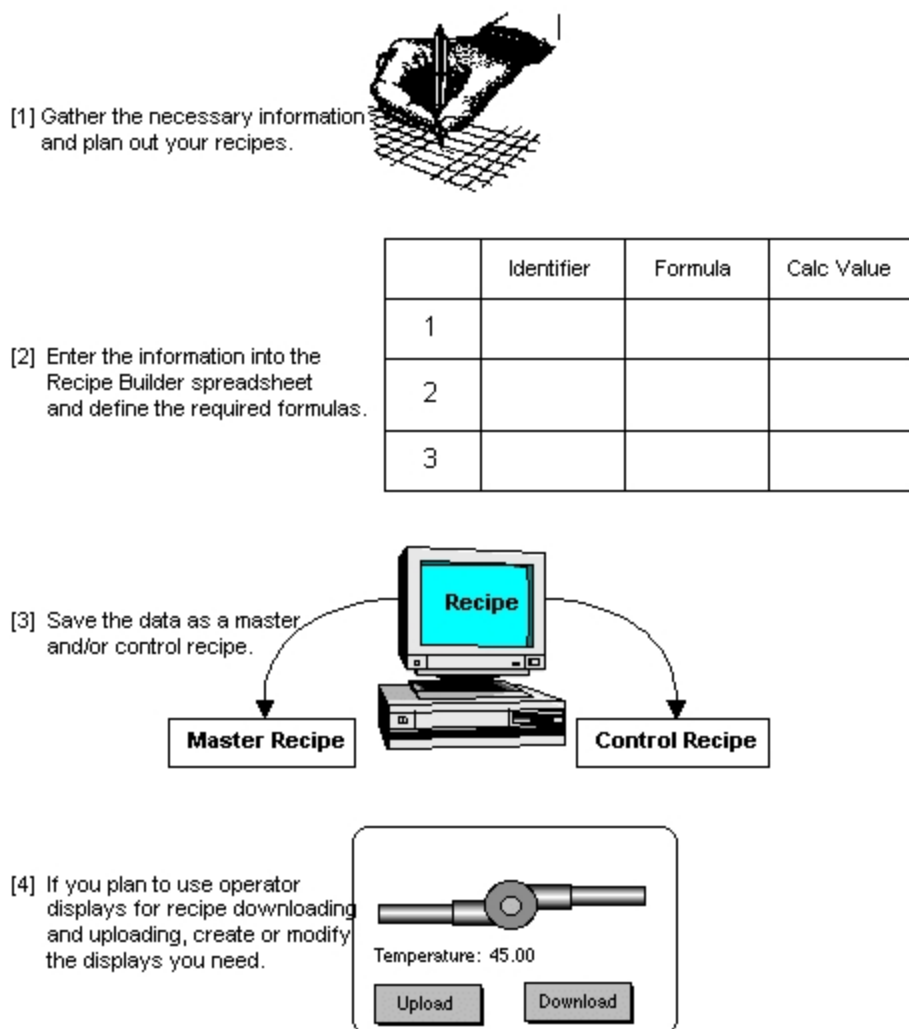 [1] Gather the necessary information
and plan out your recipes.
Identifier Formula Calc Value
1
[2] Enter the information into the
Recipe Builder spreadsheet
and define the required formulas.
2
3
Recipe
[3] Save the data as a master
and/or control recipe.
Master Recipe
Control Recipe
[4] If you plan to use operator
displays for recipe downloading
and uploading, create or modify
the displays you need.
Temperature: 45.00
Upload Download